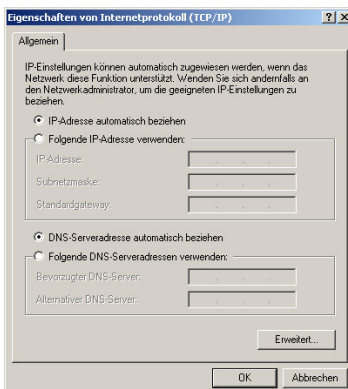 Eigenschaften von Internetprotokoll (TCP/IP)
Allgemein
IP-Einstellungen können automatisch zugewiesen werden, wenn das
Netzwerk diese Funktion unterstützt. Wenden Sie sich andernfalls an
den Netzwerkadministrator, um die geeigneten IP-Einstellungen zu
beziehen.
IP-Adresse automatisch beziehen
Folgende IP-Adresse verwenden:
IP-Adresse:
Subnetzmaske:
Standardgateway:
DNS-Serveradresse automatisch beziehen
Folgende DNS-Serveradressen verwenden:
Bevorzugter DNS-Server:
Alternativer DNS-Server:
Erweitert...
OK
Abbrechen